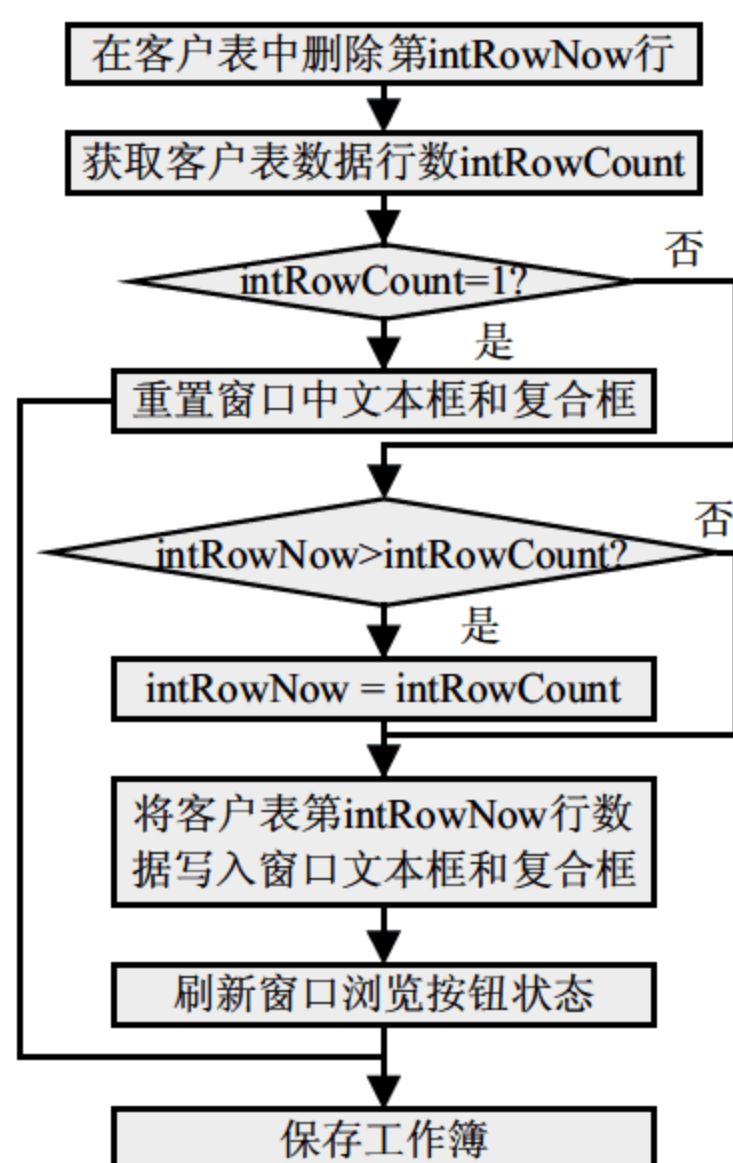 在客户表中删除第intRowNow行
获取客户表数据行数intRowCount
intRowCount=1?
否
是
重置窗口中文本框和复合框
intRowNow>intRowCount?
否
是
intRowNow = intRowCount
将客户表第intRowNow行数
据写入窗口文本框和复合框
刷新窗口浏览按钮状态
保存工作簿